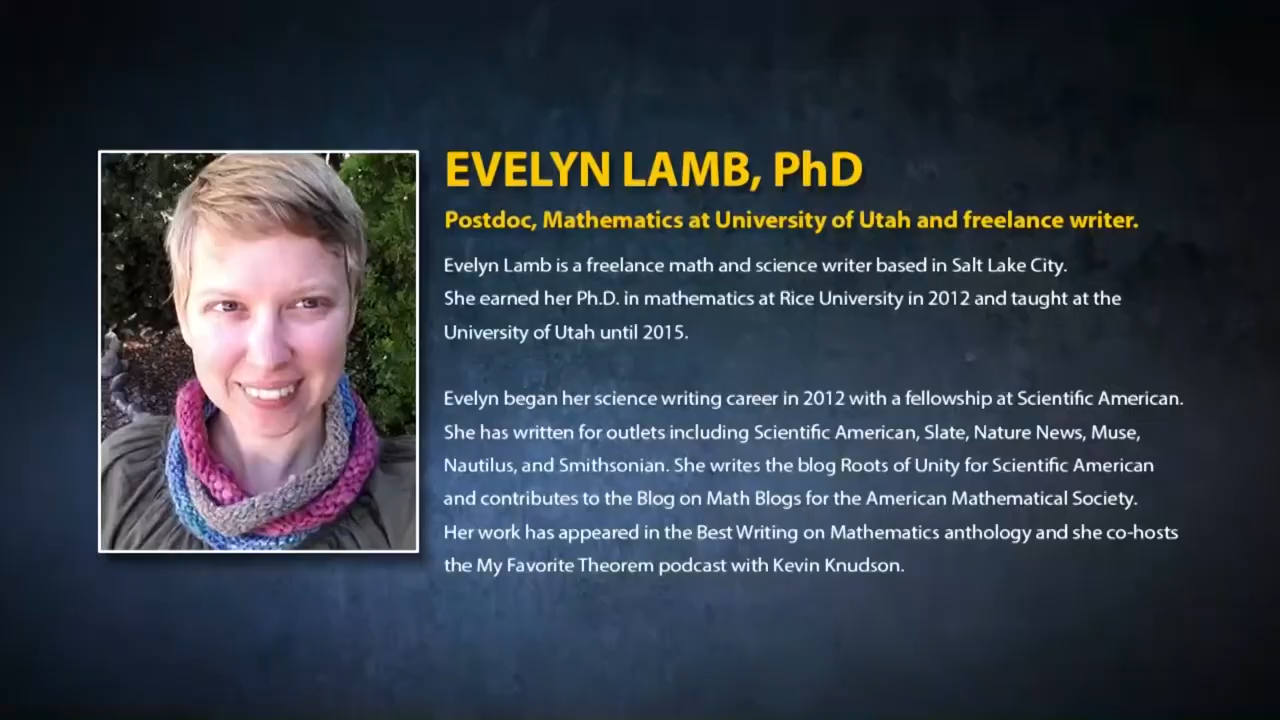 EVELYN LAMB, PhD
Postdoc, Mathematics at University of Utah and freelance writer.
Evelyn Lamb is a freelance math and science writer based in Salt Lake City.
She earned her Ph.D. in mathematics at Rice University in 2012 and taught at the
University of Utah until 2015.
Evelyn began her science writing career in 2012 with a fellowship at Scientific American.
She has written for outlets including Scientific American, Slate, Nature News, Muse,
Nautilus, and Smithsonian. She writes the blog Roots of Unity for Scientific American
and contributes to the Blog on Math Blogs for the American Mathematical Society.
Her work has appeared in the Best Writing on Mathematics anthology and she co-hosts
the My Favorite Theorem podcast with Kevin Knudson.